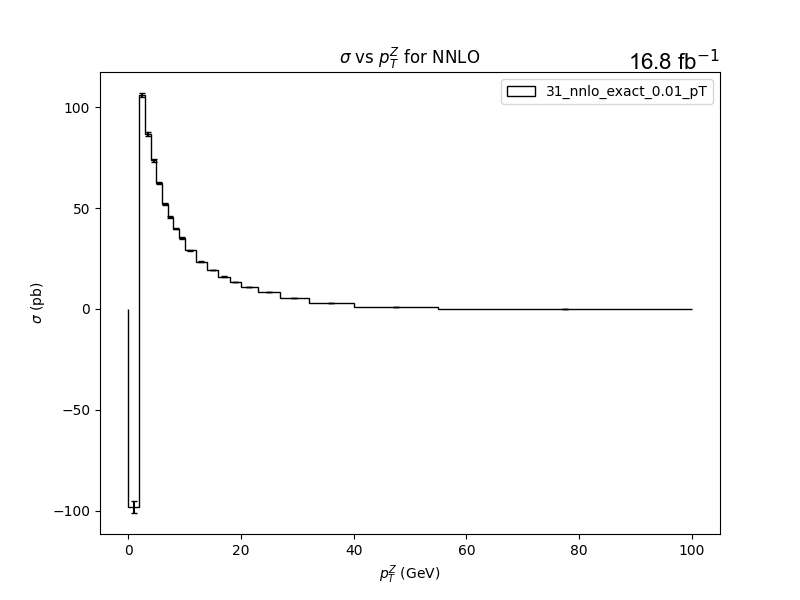 σ vs $p_T^Z$ for NNLO
16.8 fb⁻¹
31_nnlo_exact_0.01_pT
100
50
0
−50
−100
σ (pb)
0 20 40 60 80 100
$p_T^Z$ (GeV)